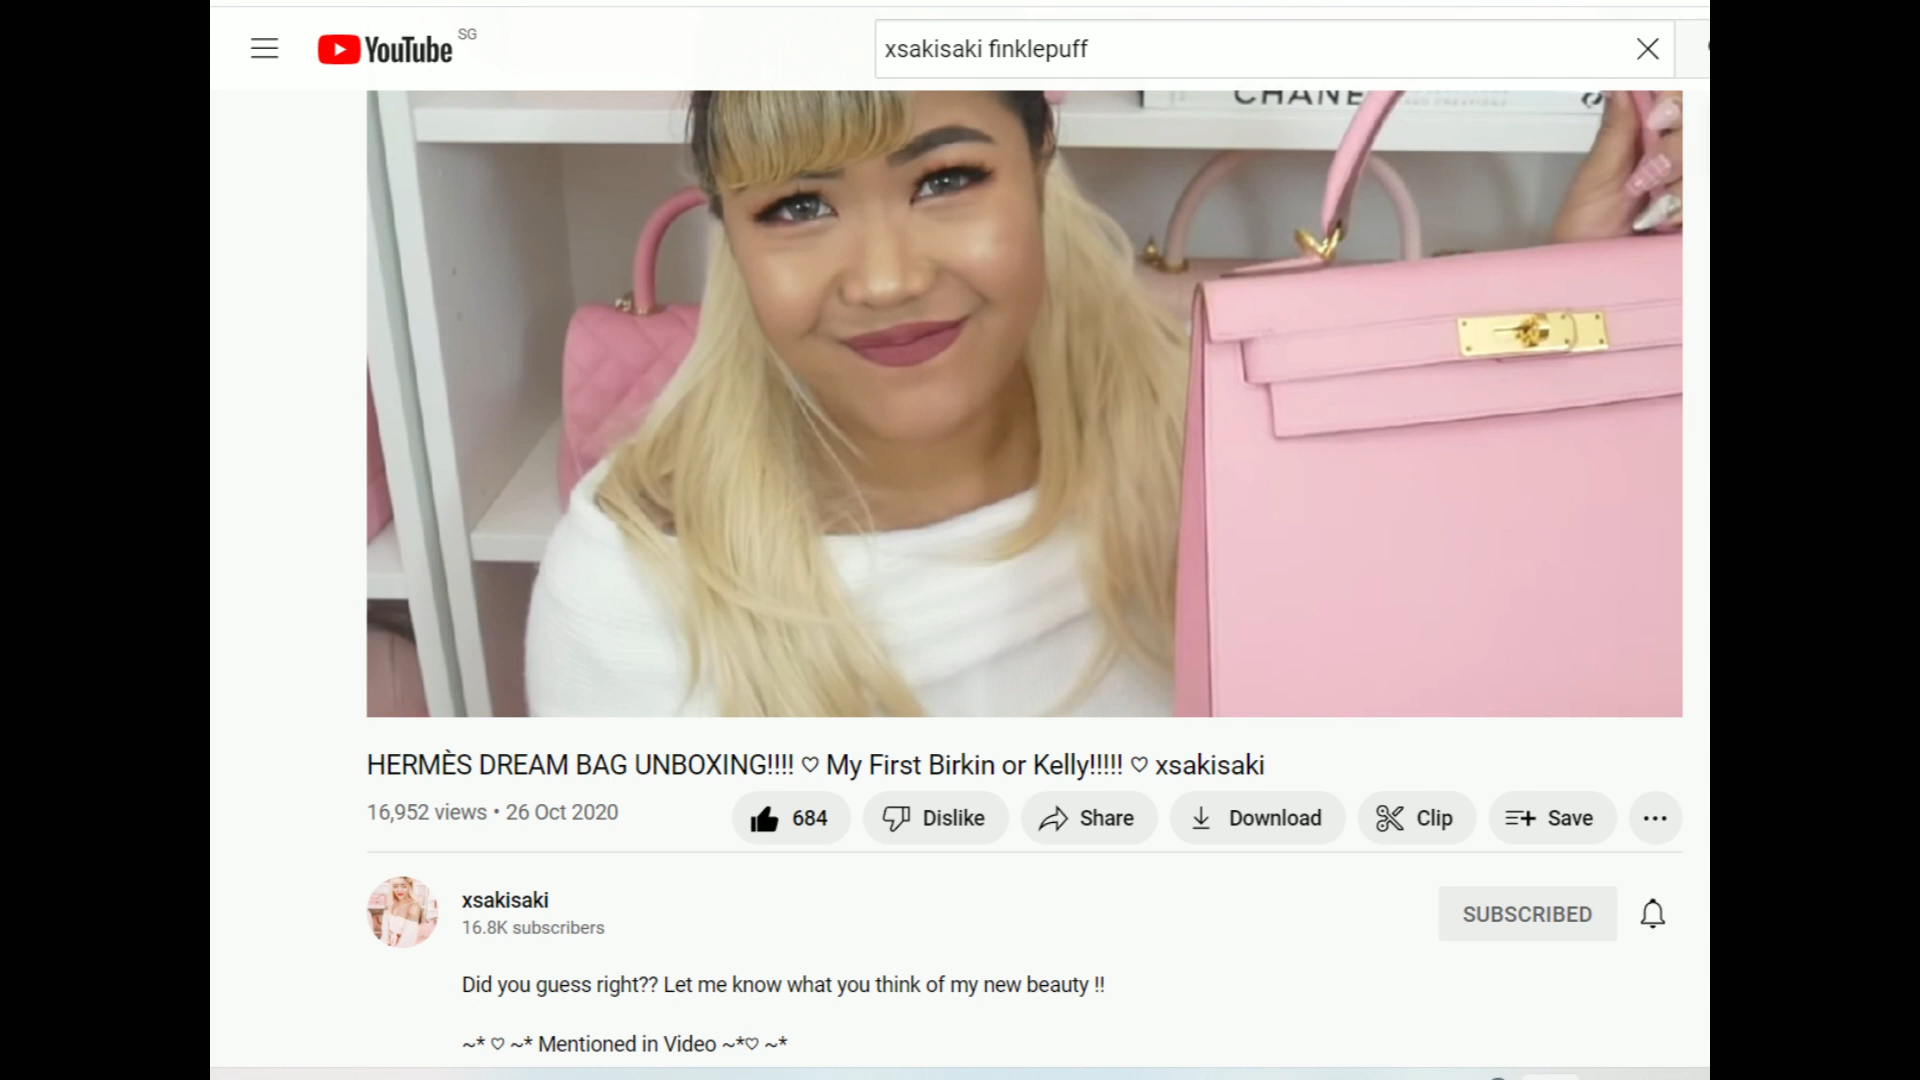 YouTube SG
xsakisaki finklepuff
CHANE
HERMÈS DREAM BAG UNBOXING!!!! ♡ My First Birkin or Kelly!!!!! ♡ xsakisaki
16,952 views • 26 Oct 2020
684 Dislike Share Download Clip Save
xsakisaki
16.8K subscribers
SUBSCRIBED
Did you guess right?? Let me know what you think of my new beauty !!
~* ♡ ~* Mentioned in Video ~*♡ ~*